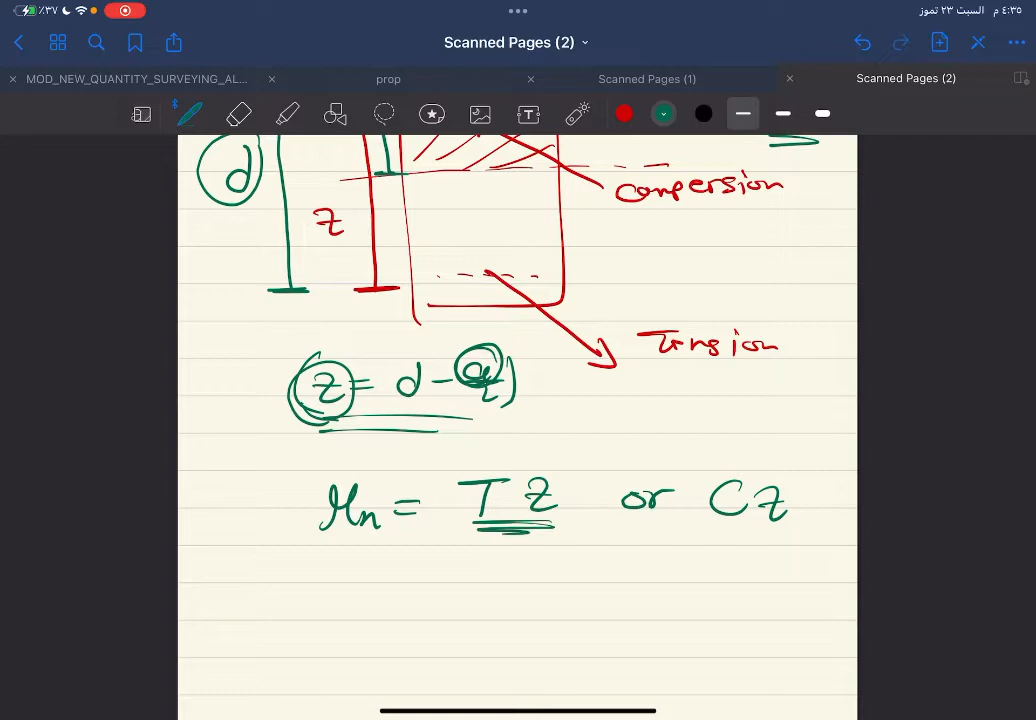 ٪٣٧
٤:٣٥ م السبت ٢٣ تموز
Scanned Pages (2)
MOD_NEW_QUANTITY_SURVEYING_AL...
prop
Scanned Pages (1)
Scanned Pages (2)
T
d
Compersion
z
Tension
z = d -
Mn = T z or C z